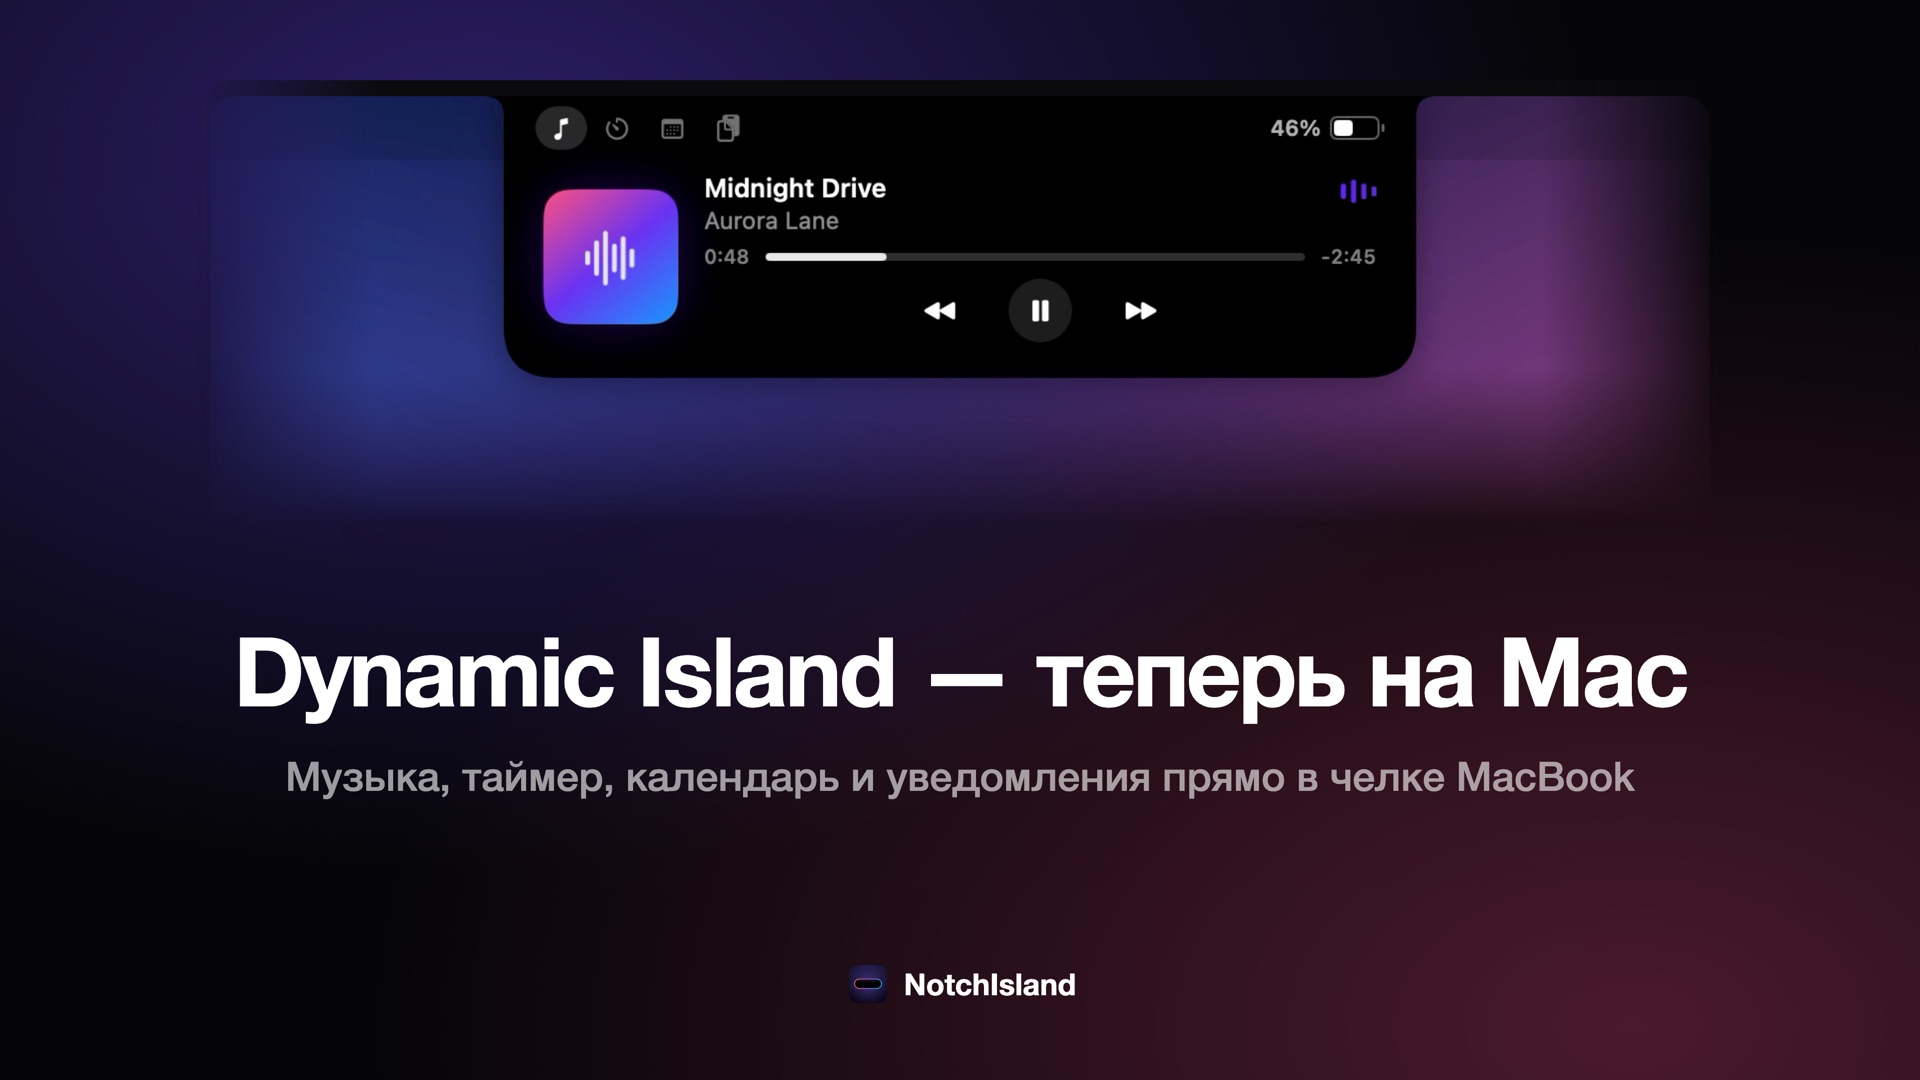 46%
Midnight Drive
Aurora Lane
0:48 -2:45
Dynamic Island — теперь на Mac
Музыка, таймер, календарь и уведомления прямо в челке MacBook
NotchIsland